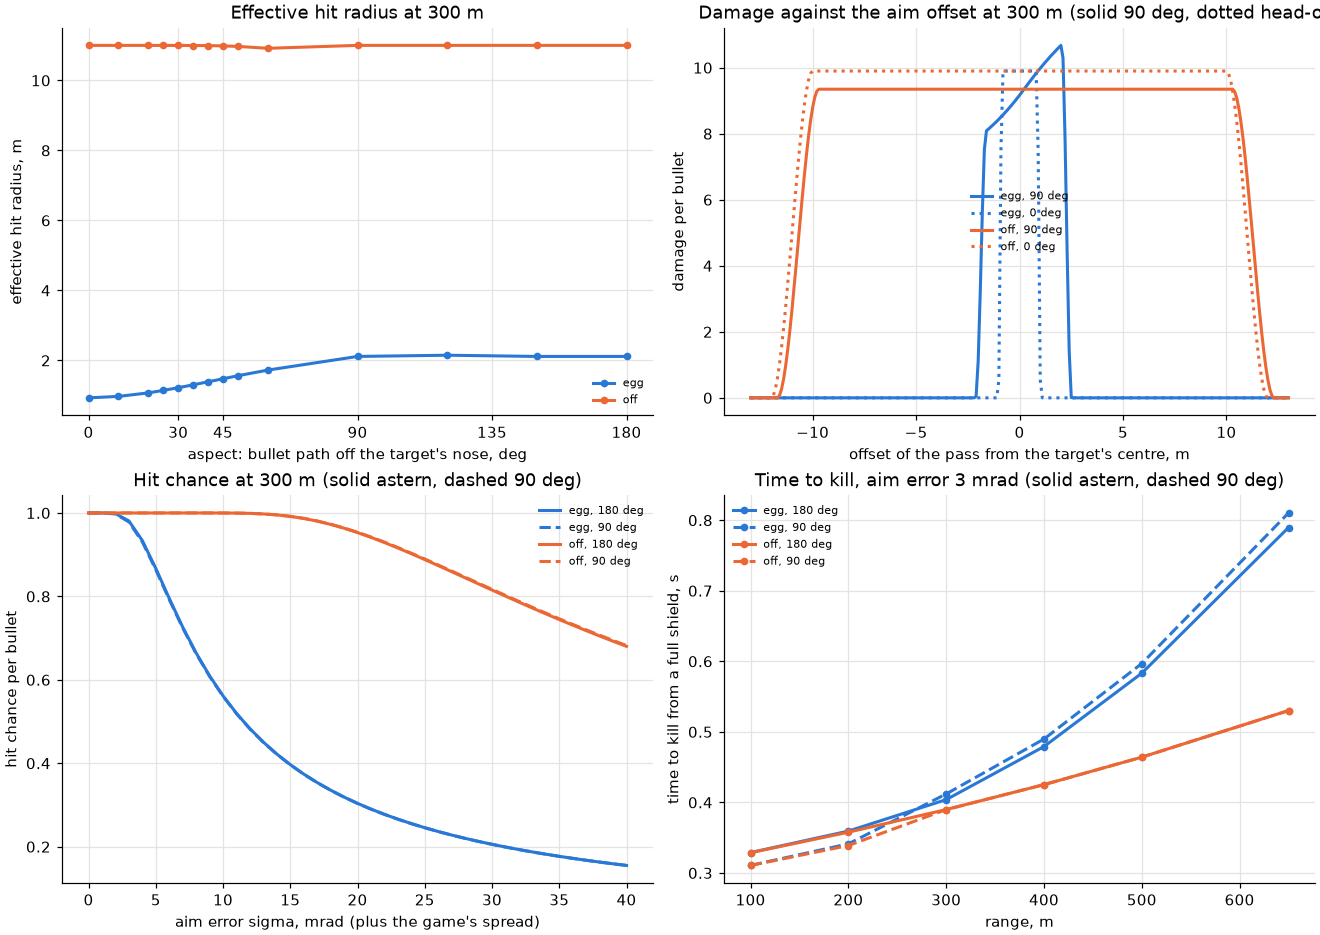 Effective hit radius at 300 m
effective hit radius, m
10
8
6
4
2
egg
off
0
30
45
90
135
180
aspect: bullet path off the target's nose, deg
Damage against the aim offset at 300 m (solid 90 deg, dotted head-o
damage per bullet
10
8
6
4
2
0
egg, 90 deg
egg, 0 deg
off, 90 deg
off, 0 deg
−10
−5
0
5
10
offset of the pass from the target's centre, m
Hit chance at 300 m (solid astern, dashed 90 deg)
hit chance per bullet
1.0
0.8
0.6
0.4
0.2
egg, 180 deg
egg, 90 deg
off, 180 deg
off, 90 deg
0
5
10
15
20
25
30
35
40
aim error sigma, mrad (plus the game's spread)
Time to kill, aim error 3 mrad (solid astern, dashed 90 deg)
time to kill from a full shield, s
0.8
0.7
0.6
0.5
0.4
0.3
egg, 180 deg
egg, 90 deg
off, 180 deg
off, 90 deg
100
200
300
400
500
600
range, m